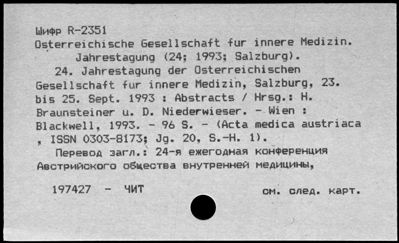 Шифр R-2351
Osterreichische Gesellschaft fur innere Medizin.
Jahrestagung (24; 1993; Salzburg).
24. Jahrestagung der Osterreichischen
Gesellschaft fur innere Medizin, Salzburg, 23.
bis 25. Sept. 1993 : Abstracts / Hrsg.: H.
Braunsteiner u. D. Niederwieser. - Wien :
Blackwell, 1993. - 96 S. - (Acta medica austriaca
, ISSN 0303-8173; Jg. 20, S.-H. 1).
Перевод загл.: 24-я ежегодная конференция
Австрийского общества внутренней медицины,
197427 - ЧИТ см. след. карт.